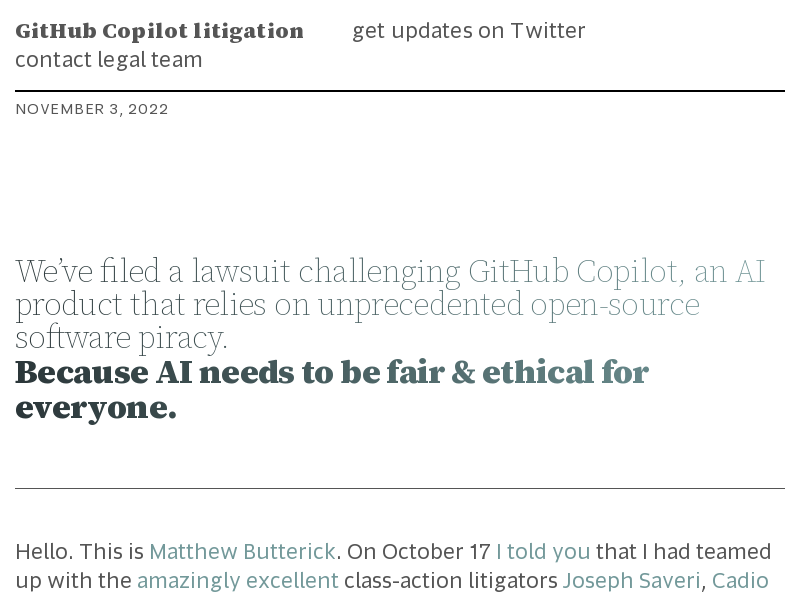 GitHub Copilot litigation get updates on Twitter
contact legal team
NOVEMBER 3, 2022
We’ve filed a lawsuit challenging GitHub Copilot, an AI
product that relies on unprecedented open-source
software piracy.
Because AI needs to be fair & ethical for
everyone.
Hello. This is Matthew Butterick. On October 17 I told you that I had teamed
up with the amazingly excellent class-action litigators Joseph Saveri, Cadio